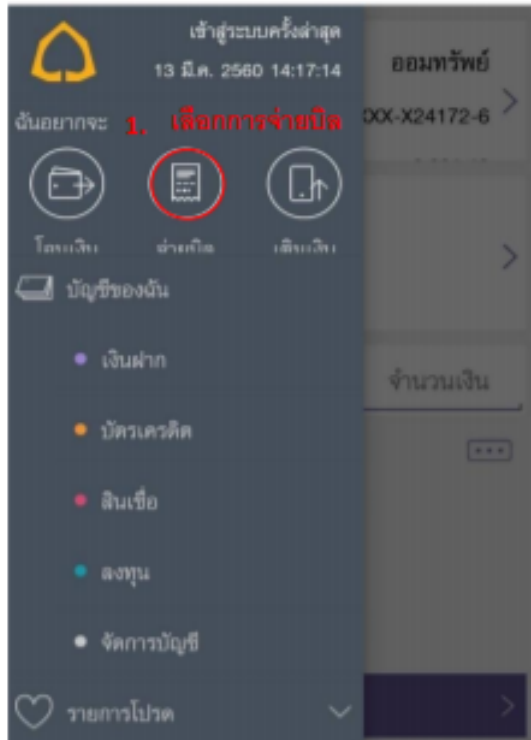 เข้าสู่ระบบครั้งล่าสุด
13 มี.ค. 2560 14:17:14
ออมทรัพย์
XXX-X24172-6
ฉันอยากจะ
1. เลือกการจ่ายบิล
โอนเงิน จ่ายบิล เติมเงิน
บัญชีของฉัน
เงินฝาก
จำนวนเงิน
บัตรเครดิต
สินเชื่อ
ลงทุน
จัดการบัญชี
รายการโปรด